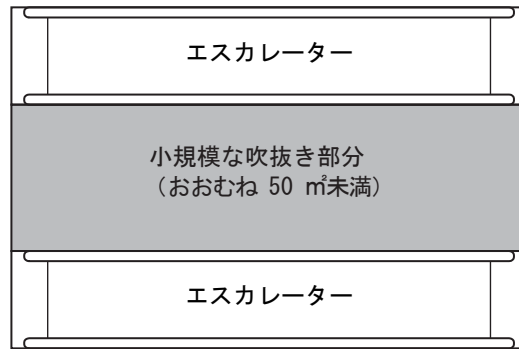 エスカレーター
小規模な吹抜き部分
（おおむね 50 ㎡未満）
エスカレーター